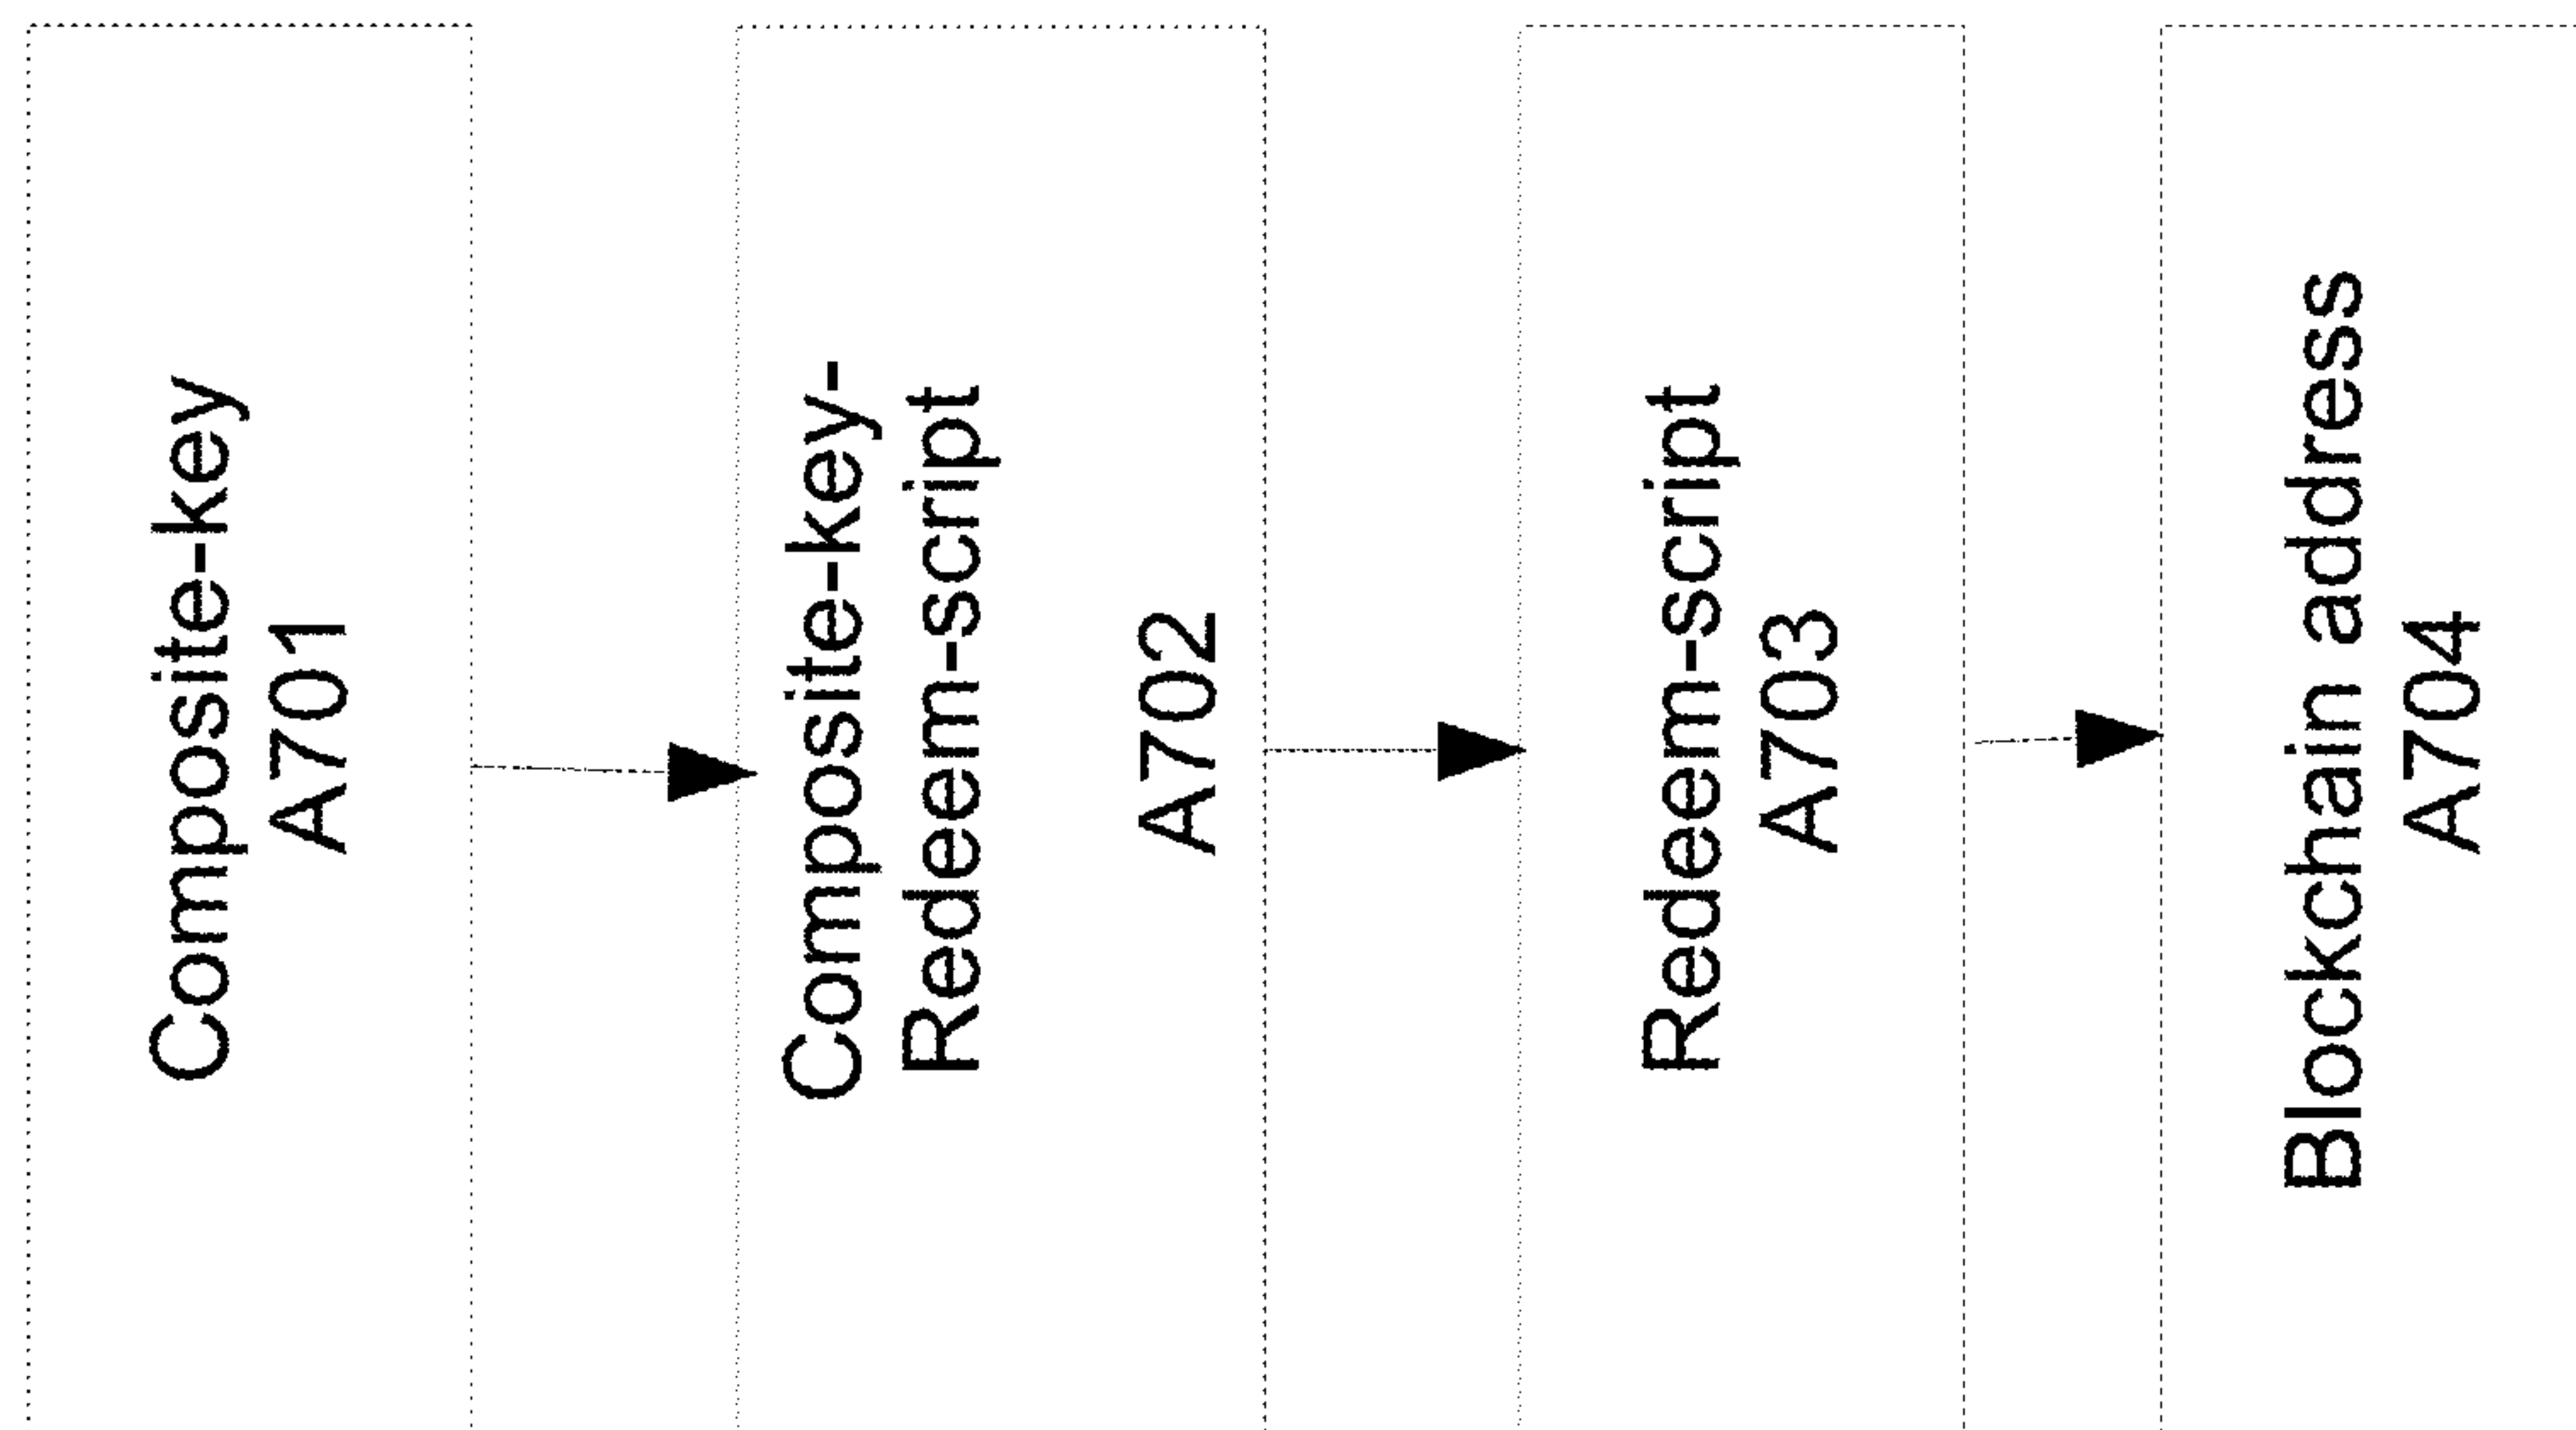 Composite-key
A701
Composite-key-
Redeem-script
A702
Redeem-script
A703
Blockchain address
A704